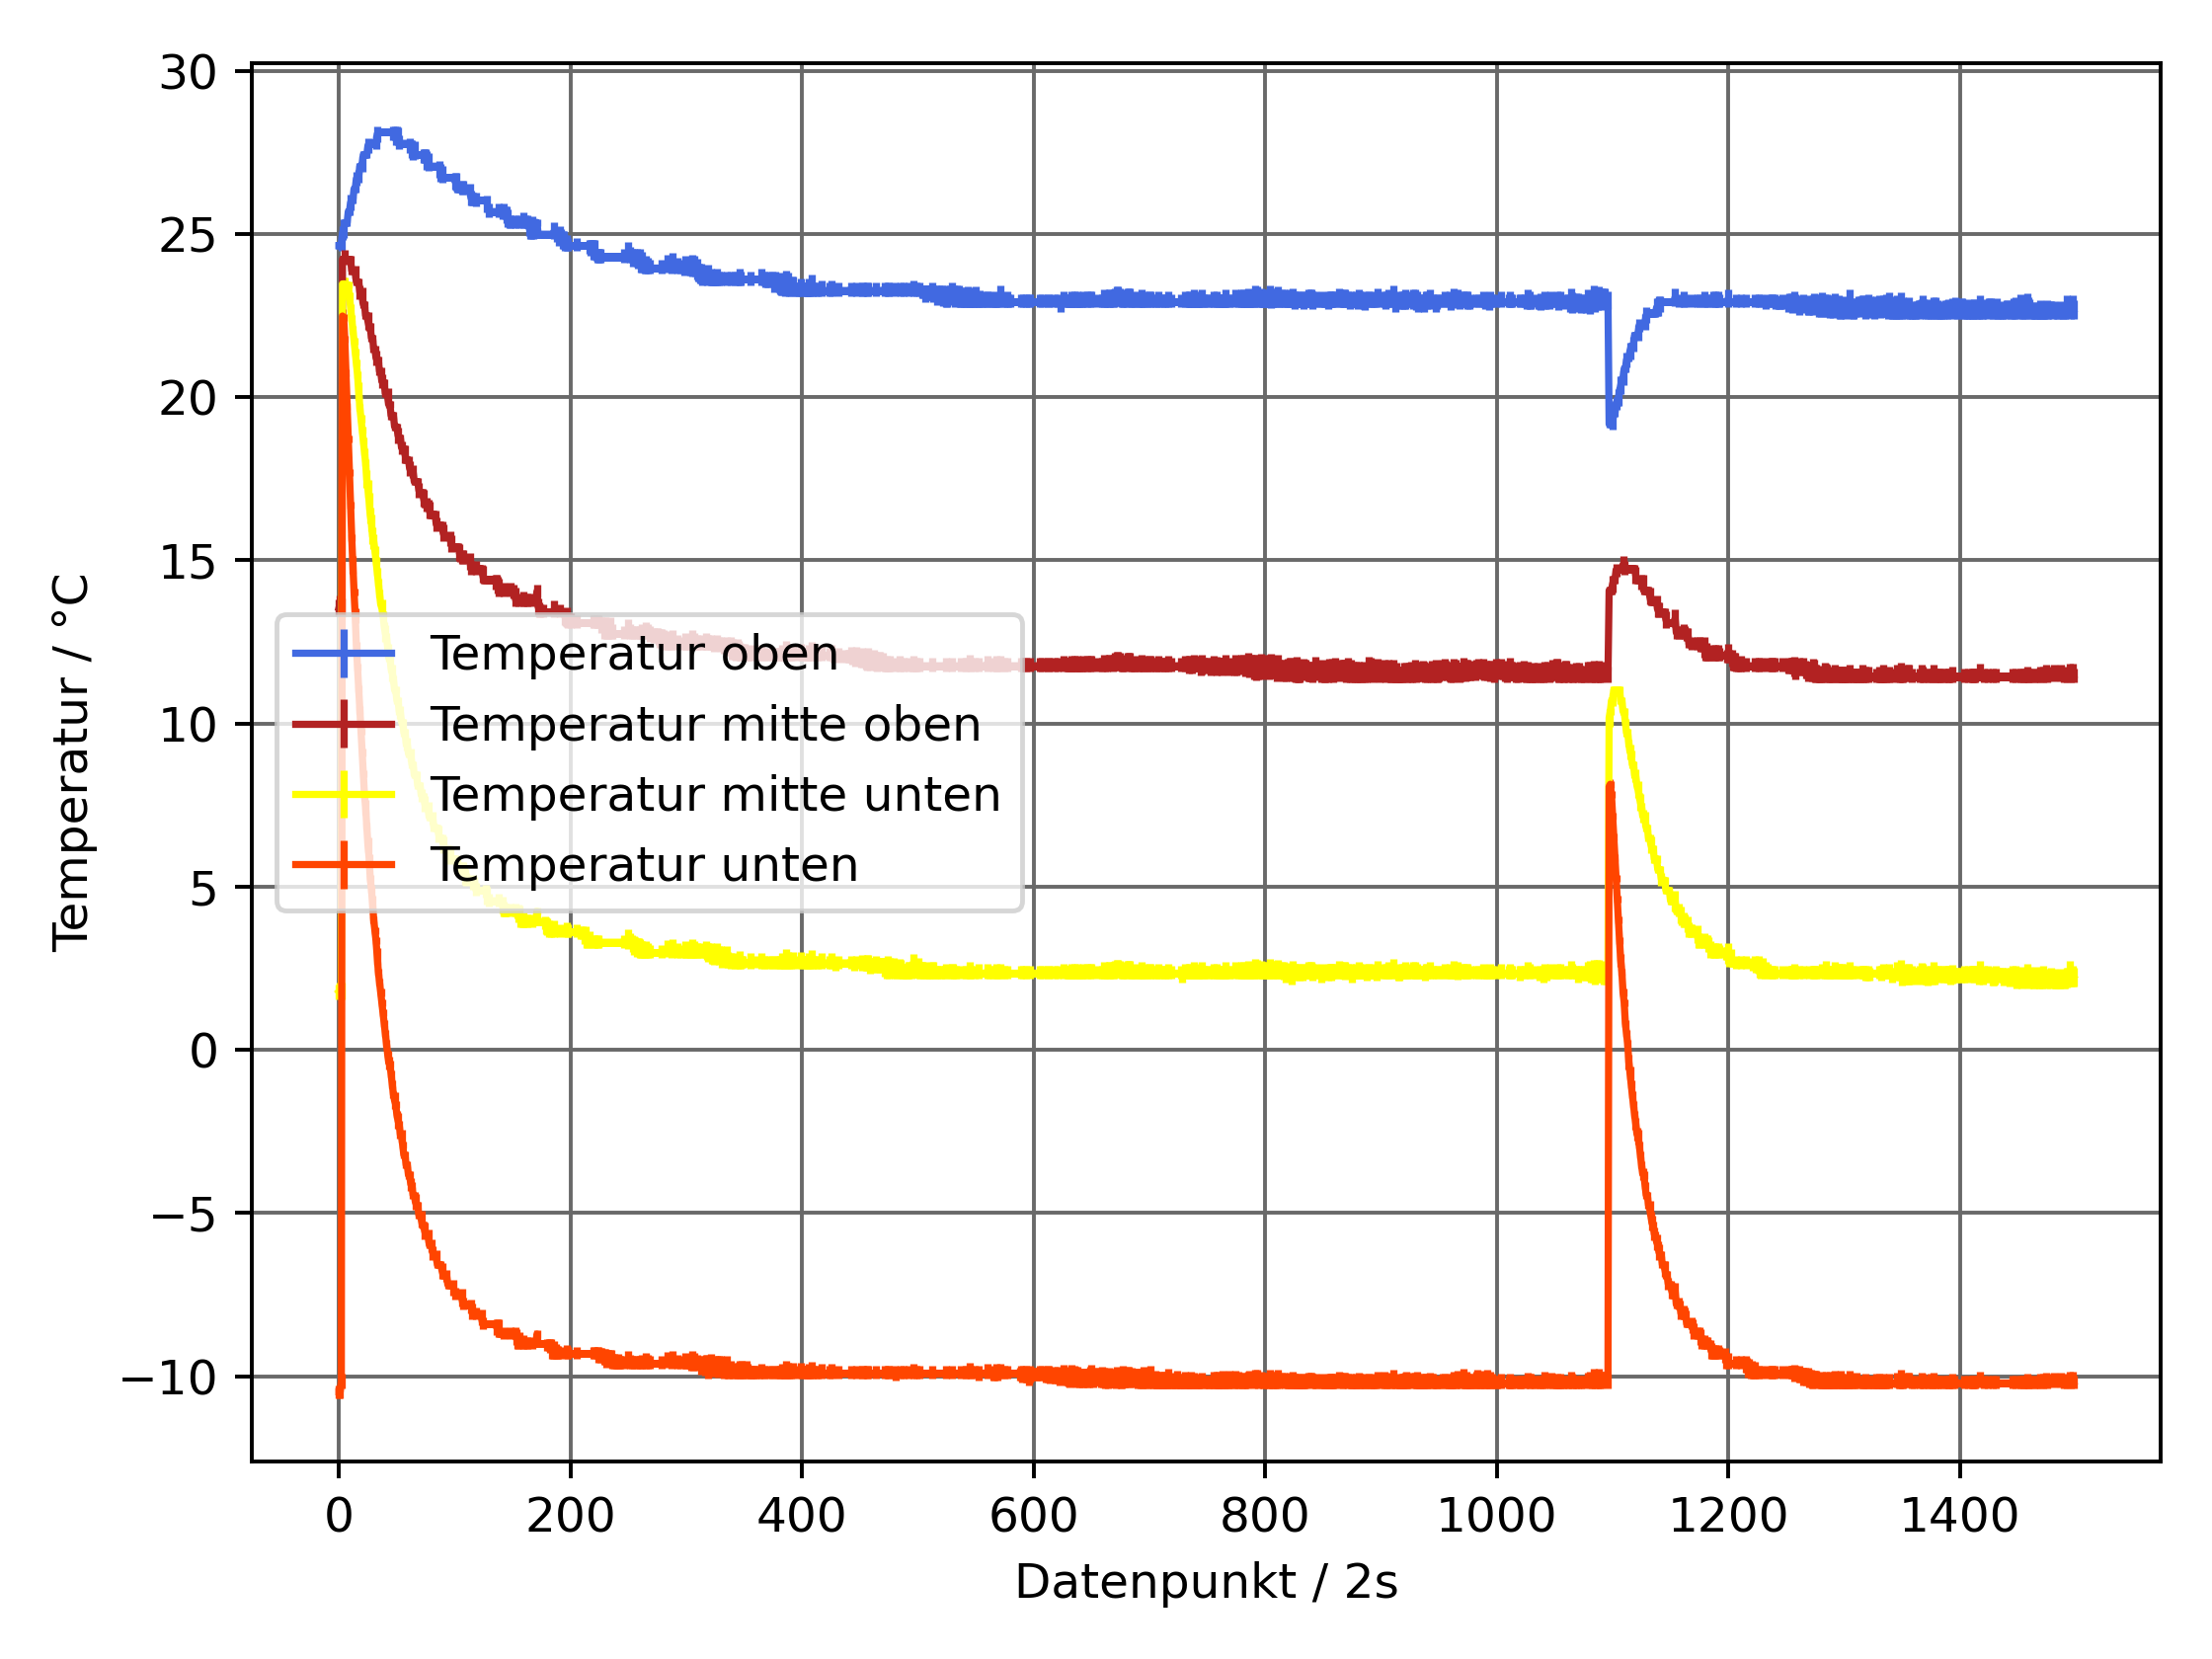 30
25
20
15
10
5
0
−5
−10
Temperatur / °C
Temperatur oben
Temperatur mitte oben
Temperatur mitte unten
Temperatur unten
0 200 400 600 800 1000 1200 1400
Datenpunkt / 2s